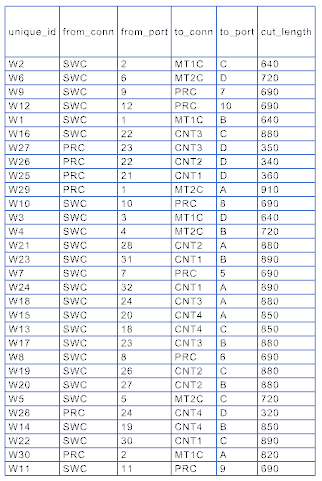 unique_id from_conn from_port to_conn to_port cut_length
W2 SWC 2 MT1C C 640
W6 SWC 6 MT2C D 720
W9 SWC 9 PRC 7 690
W12 SWC 12 PRC 10 690
W1 SWC 1 MT1C B 640
W16 SWC 22 CNT3 C 880
W27 PRC 23 CNT3 D 350
W26 PRC 22 CNT2 D 340
W25 PRC 21 CNT1 D 360
W29 PRC 1 MT2C A 910
W10 SWC 10 PRC 8 690
W3 SWC 3 MT1C D 640
W4 SWC 4 MT2C B 720
W21 SWC 28 CNT2 A 880
W23 SWC 31 CNT1 B 890
W7 SWC 7 PRC 5 690
W24 SWC 32 CNT1 A 890
W18 SWC 24 CNT3 A 880
W15 SWC 20 CNT4 A 850
W13 SWC 18 CNT4 C 850
W17 SWC 23 CNT3 B 880
W8 SWC 8 PRC 6 690
W19 SWC 26 CNT2 C 880
W20 SWC 27 CNT2 B 880
W5 SWC 5 MT2C C 720
W28 PRC 24 CNT4 D 320
W14 SWC 19 CNT4 B 850
W22 SWC 30 CNT1 C 890
W30 PRC 2 MT1C A 820
W11 SWC 11 PRC 9 690